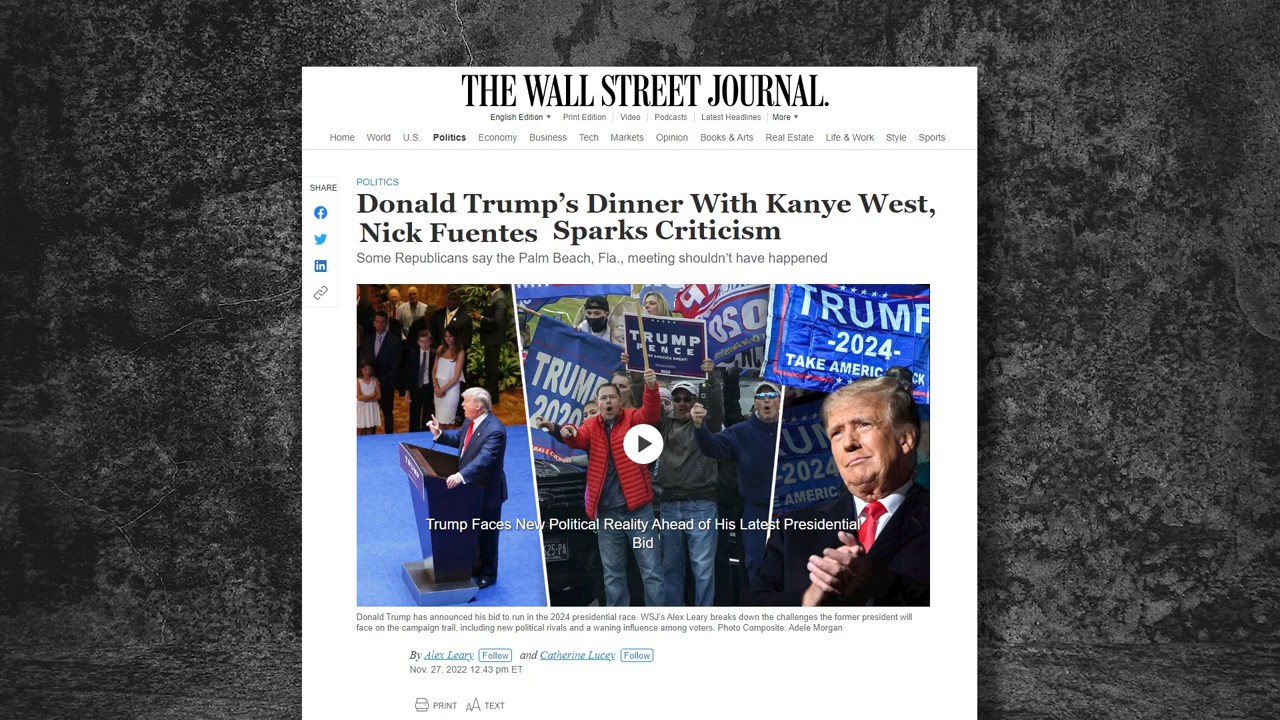 THE WALL STREET JOURNAL.
English Edition ▼ Print Edition Video Podcasts Latest Headlines More ▼
Home World U.S. Politics Economy Business Tech Markets Opinion Books & Arts Real Estate Life & Work Style Sports
SHARE
POLITICS
Donald Trump’s Dinner With Kanye West,
Nick Fuentes Sparks Criticism
Some Republicans say the Palm Beach, Fla., meeting shouldn’t have happened
TRUMP
PENCE
2020
TRUMP
2020
TRUMP
-2024-
TAKE AMERIC CK
-2024
E AMERIC
Trump Faces New Political Reality Ahead of His Latest Presidential
Bid
Donald Trump has announced his bid to run in the 2024 presidential race. WSJ's Alex Leary breaks down the challenges the former president will
face on the campaign trail, including new political rivals and a waning influence among voters. Photo Composite: Adele Morgan
By Alex Leary Follow and Catherine Lucey Follow
Nov. 27, 2022 12:43 pm ET
PRINT AA TEXT